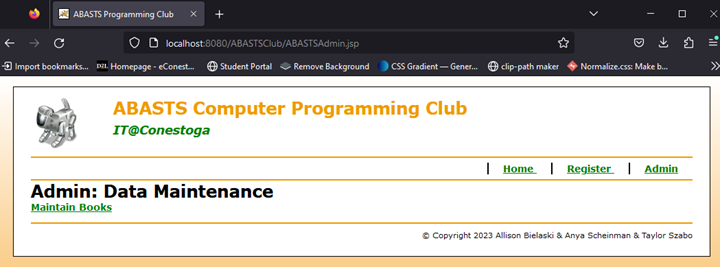 ABASTS Programming Club
localhost:8080/ABASTSClub/ABASTSAdmin.jsp
Import bookmarks... D2L Homepage - eConest... Student Portal Remove Background CSS Gradient — Gener... clip-path maker Normalize.css: Make b...
ABASTS Computer Programming Club
IT@Conestoga
| Home | Register | Admin
Admin: Data Maintenance
Maintain Books
© Copyright 2023 Allison Bielaski & Anya Scheinman & Taylor Szabo